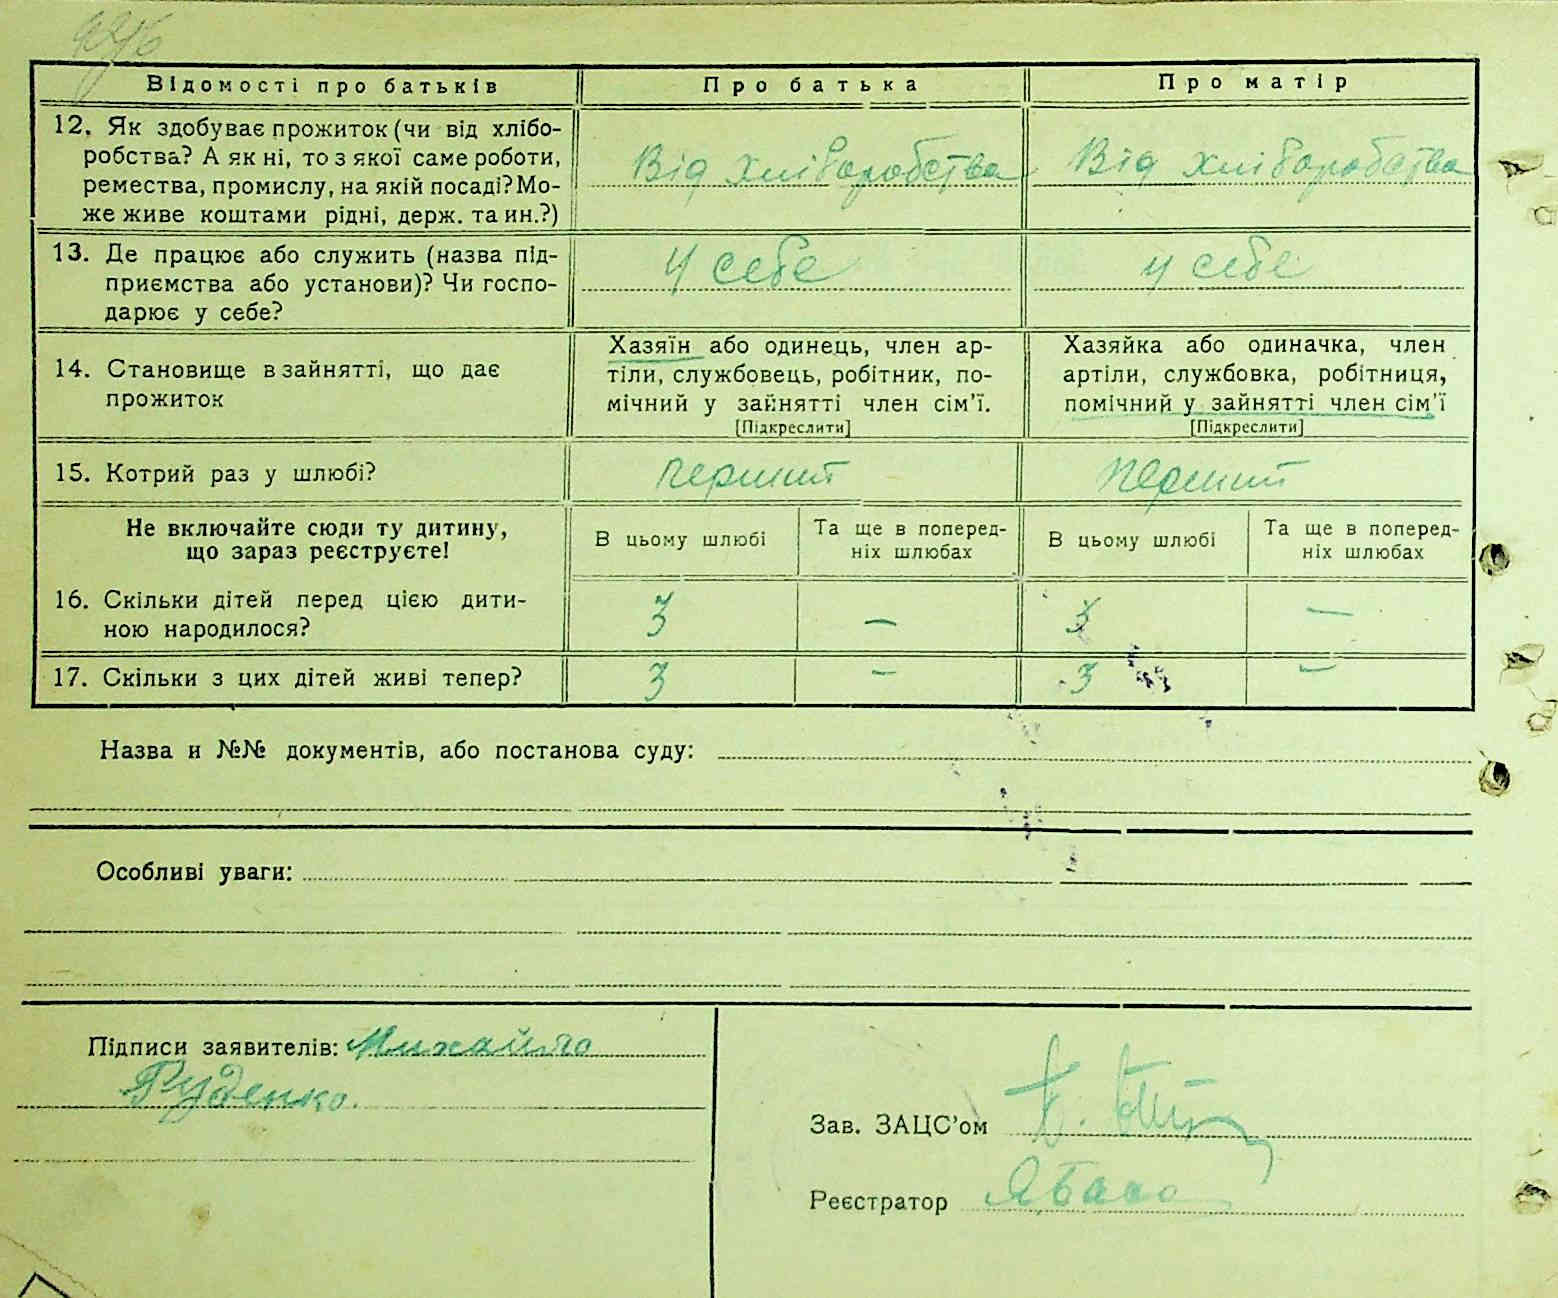 Відомості про батьків
Про батька
Про матір
12. Як здобуває прожиток (чи від хлібо-
робства? А як ні, то з якої саме роботи,
ремества, промислу, на якій посаді? Мо-
же живе коштами рідні, держ. та ин.?)
Від хліборобства
Від хліборобства
13. Де працює або служить (назва під-
приємства або установи)? Чи госпо-
дарює у себе?
у себе
у себе
14. Становище в зайнятті, що дає
прожиток
Хазяїн або одинець, член ар-
тіли, службовець, робітник, по-
мічний у зайнятті член сім'ї.
[Підкреслити]
Хазяйка або одиначка, член
артіли, службовка, робітниця,
помічний у зайнятті член сім'ї
[Підкреслити]
15. Котрий раз у шлюбі?
перший
перший
Не включайте сюди ту дитину,
що зараз реєструєте!
В цьому шлюбі
Та ще в поперед-
ніх шлюбах
В цьому шлюбі
Та ще в поперед-
ніх шлюбах
16. Скільки дітей перед цією дити-
ною народилося?
3
—
3
—
17. Скільки з цих дітей живі тепер?
3
—
3
—
Назва и №№ документів, або постанова суду:
Особливі уваги:
Підписи заявителів: Михайло
Руденко.
Зав. ЗАЦС'ом
Реєстратор